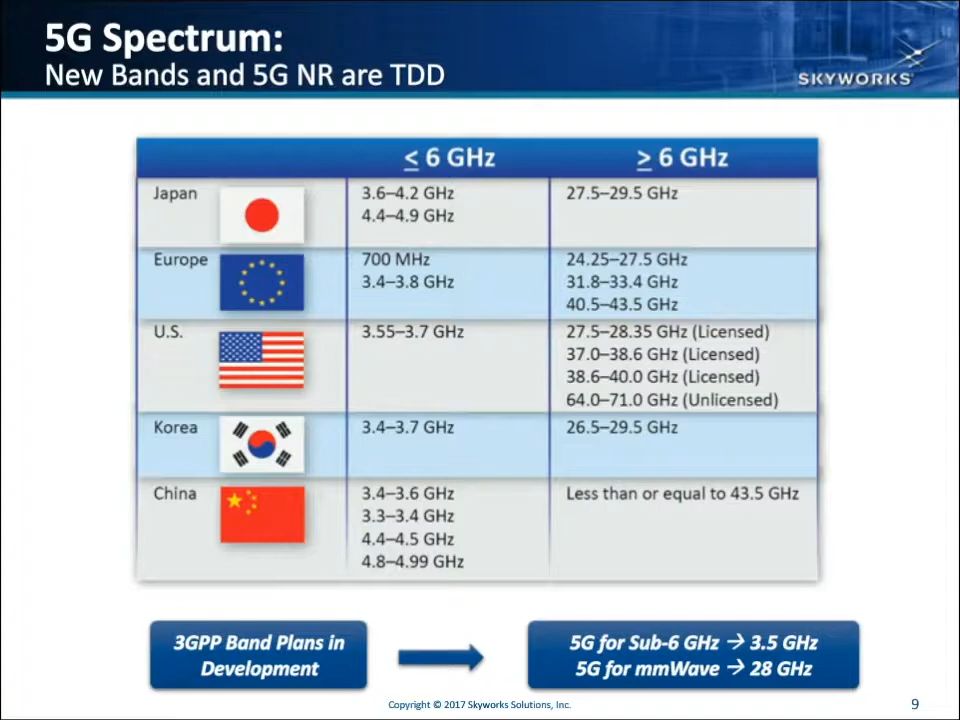 5G Spectrum:
New Bands and 5G NR are TDD
SKYWORKS
≤ 6 GHz
≥ 6 GHz
Japan
3.6–4.2 GHz
4.4–4.9 GHz
27.5–29.5 GHz
Europe
700 MHz
3.4–3.8 GHz
24.25–27.5 GHz
31.8–33.4 GHz
40.5–43.5 GHz
U.S.
3.55–3.7 GHz
27.5–28.35 GHz (Licensed)
37.0–38.6 GHz (Licensed)
38.6–40.0 GHz (Licensed)
64.0–71.0 GHz (Unlicensed)
Korea
3.4–3.7 GHz
26.5–29.5 GHz
China
3.4–3.6 GHz
3.3–3.4 GHz
4.4–4.5 GHz
4.8–4.99 GHz
Less than or equal to 43.5 GHz
3GPP Band Plans in
Development
5G for Sub-6 GHz → 3.5 GHz
5G for mmWave → 28 GHz
Copyright © 2017 Skyworks Solutions, Inc.
9